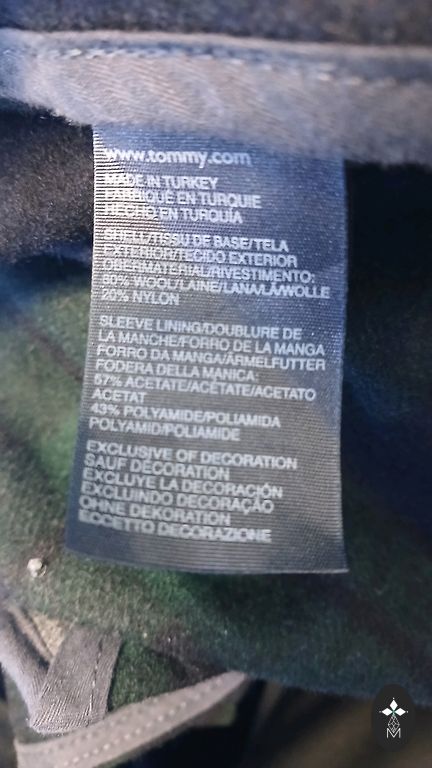 www.tommy.com
MADE IN TURKEY
FABRIQUÉ EN TURQUIE
HECHO EN TURQUÍA
SHELL/TISSU DE BASE/TELA
EXTERIOR/TECIDO EXTERIOR
OBERMATERIAL/RIVESTIMENTO:
80% WOOL/LAINE/LANA/LÃ/WOLLE
20% NYLON
SLEEVE LINING/DOUBLURE DE
LA MANCHE/FORRO DE LA MANGA
FORRO DA MANGA/ÄRMELFUTTER
FODERA DELLA MANICA:
57% ACETATE/ACÉTATE/ACETATO
ACETAT
43% POLYAMIDE/POLIAMIDA
POLYAMID/POLIAMIDE
EXCLUSIVE OF DECORATION
SAUF DÉCORATION
EXCLUYE LA DECORACIÓN
EXCLUINDO DECORAÇÃO
OHNE DEKORATION
ECCETTO DECORAZIONE
M